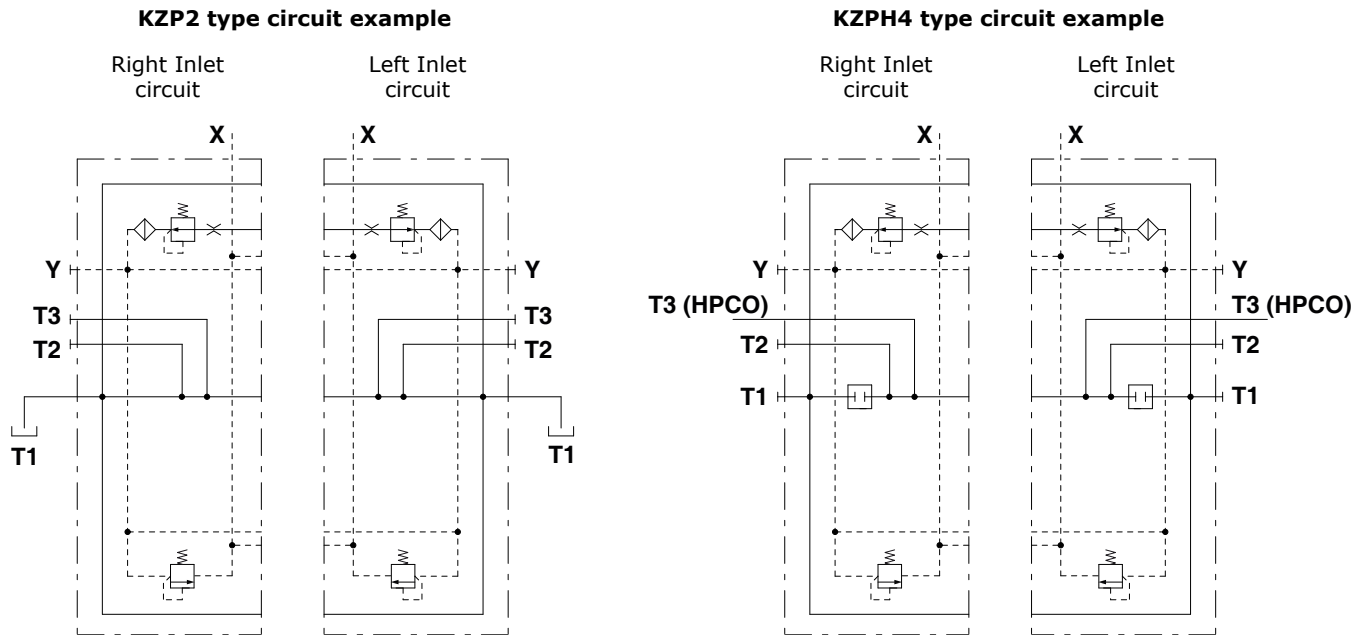 KZP2 type circuit example
Right Inlet
circuit
Left Inlet
circuit
X
X
Y
Y
T3
T3
T2
T2
T1
T1
KZPH4 type circuit example
Right Inlet
circuit
Left Inlet
circuit
X
X
Y
Y
T3 (HPCO)
T3 (HPCO)
T2
T2
T1
T1